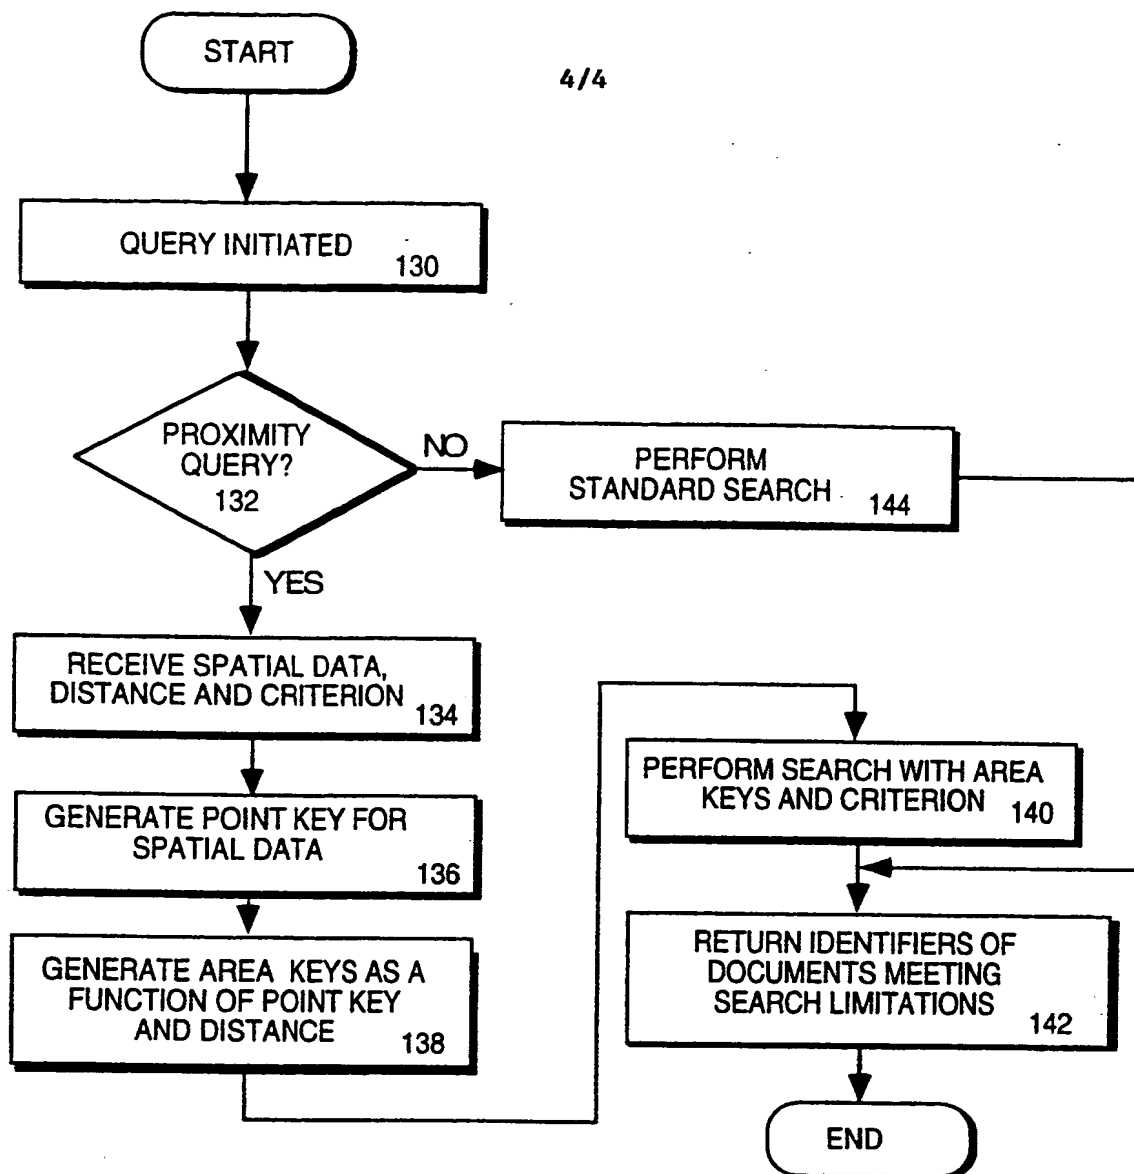 START
4/4
QUERY INITIATED
130
PROXIMITY
QUERY?
132
NO
PERFORM
STANDARD SEARCH
144
YES
RECEIVE SPATIAL DATA,
DISTANCE AND CRITERION
134
GENERATE POINT KEY FOR
SPATIAL DATA
136
GENERATE AREA KEYS AS A
FUNCTION OF POINT KEY
AND DISTANCE
138
PERFORM SEARCH WITH AREA
KEYS AND CRITERION
140
RETURN IDENTIFIERS OF
DOCUMENTS MEETING
SEARCH LIMITATIONS
142
END